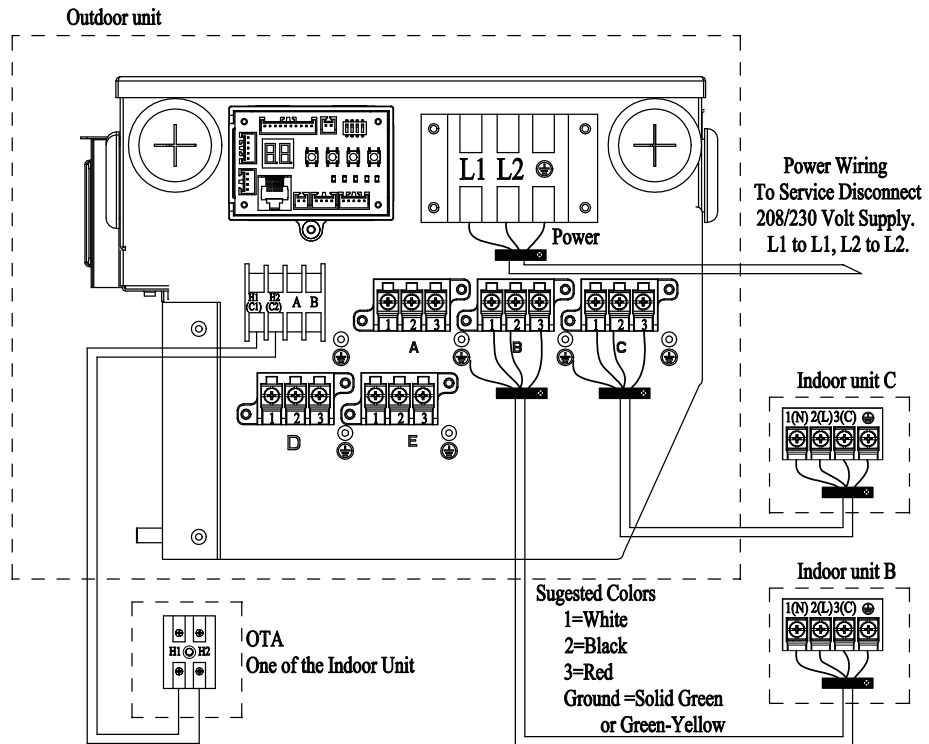 Outdoor unit
L1 L2
Power
Power Wiring
To Service Disconnect
208/230 Volt Supply.
L1 to L1, L2 to L2.
H1 H2 A B
(C1) (C2)
1 2 3
A
1 2 3
B
1 2 3
C
1 2 3
D
1 2 3
E
Indoor unit C
1(N) 2(L) 3(C)
Indoor unit B
1(N) 2(L) 3(C)
Sugested Colors
1=White
2=Black
3=Red
Ground =Solid Green
or Green-Yellow
H1 H2
OTA
One of the Indoor Unit